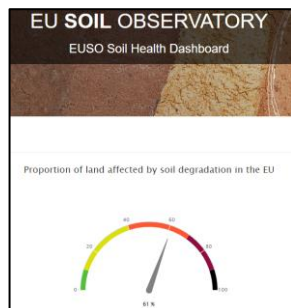 EU SOIL OBSERVATORY
EUSO Soil Health Dashboard
Proportion of land affected by soil degradation in the EU
40
60
20
80
0
100
61 %